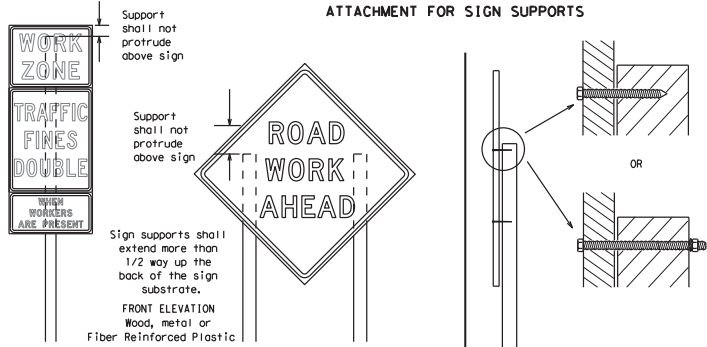 ATTACHMENT FOR SIGN SUPPORTS
Support
shall not
protrude
above sign
WORK
ZONE
TRAFFIC
FINES
DOUBLE
WHEN
WORKERS
ARE PRESENT
Support
shall not
protrude
above sign
ROAD
WORK
AHEAD
Sign supports shall
extend more than
1/2 way up the
back of the sign
substrate.
FRONT ELEVATION
Wood, metal or
Fiber Reinforced Plastic
OR